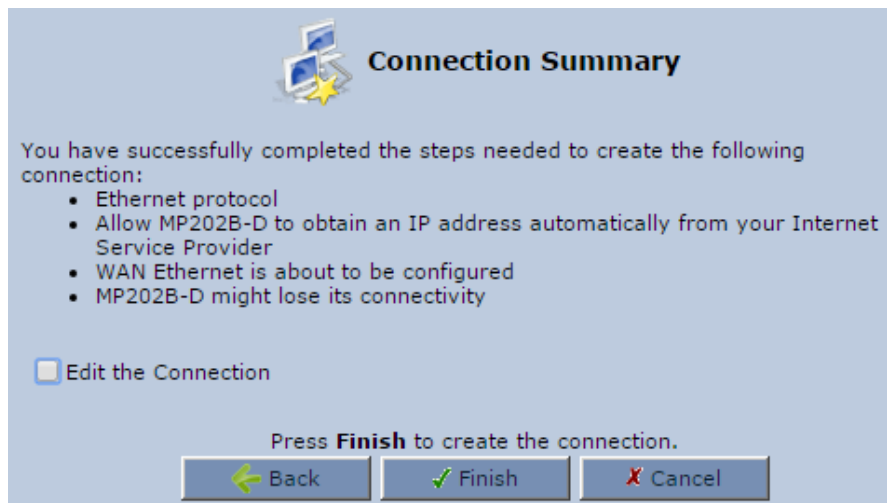 Connection Summary
You have successfully completed the steps needed to create the following
connection:
• Ethernet protocol
• Allow MP202B-D to obtain an IP address automatically from your Internet
Service Provider
• WAN Ethernet is about to be configured
• MP202B-D might lose its connectivity
Edit the Connection
Press Finish to create the connection.
Back
Finish
Cancel